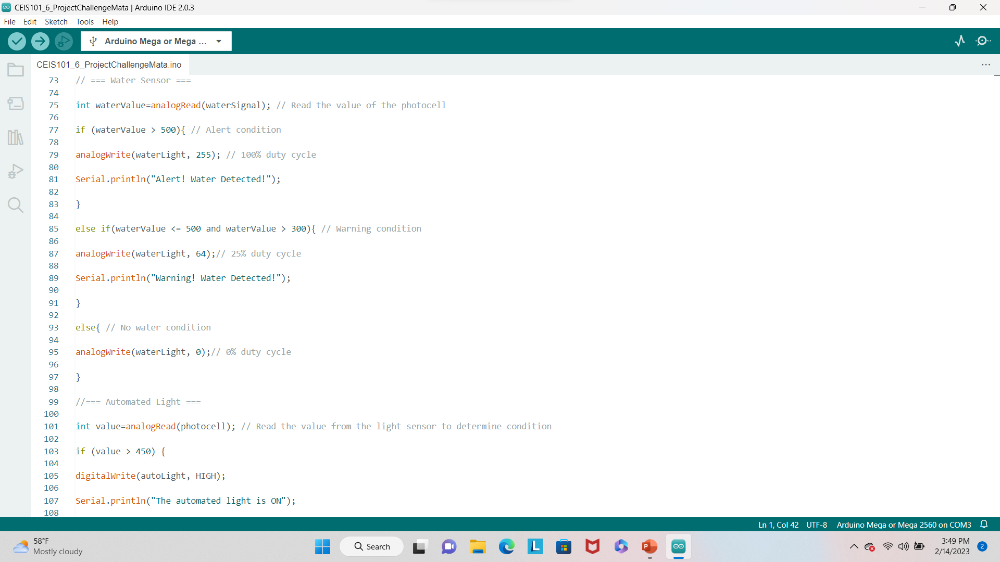 CEIS101_6_ProjectChallengeMata | Arduino IDE 2.0.3
File Edit Sketch Tools Help
Arduino Mega or Mega ...
CEIS101_6_ProjectChallengeMata.ino
73 // === Water Sensor ===
74
75 int waterValue=analogRead(waterSignal); // Read the value of the photocell
76
77 if (waterValue > 500){ // Alert condition
78
79 analogWrite(waterLight, 255); // 100% duty cycle
80
81 Serial.println("Alert! Water Detected!");
82
83 }
84
85 else if(waterValue <= 500 and waterValue > 300){ // Warning condition
86
87 analogWrite(waterLight, 64);// 25% duty cycle
88
89 Serial.println("Warning! Water Detected!");
90
91 }
92
93 else{ // No water condition
94
95 analogWrite(waterLight, 0);// 0% duty cycle
96
97 }
98
99 //=== Automated Light ===
100
101 int value=analogRead(photocell); // Read the value from the light sensor to determine condition
102
103 if (value > 450) {
104
105 digitalWrite(autoLight, HIGH);
106
107 Serial.println("The automated light is ON");
108
Ln 1, Col 42 UTF-8 Arduino Mega or Mega 2560 on COM3
58°F
Mostly cloudy
Search
L
P
3:49 PM
2/14/2023
2